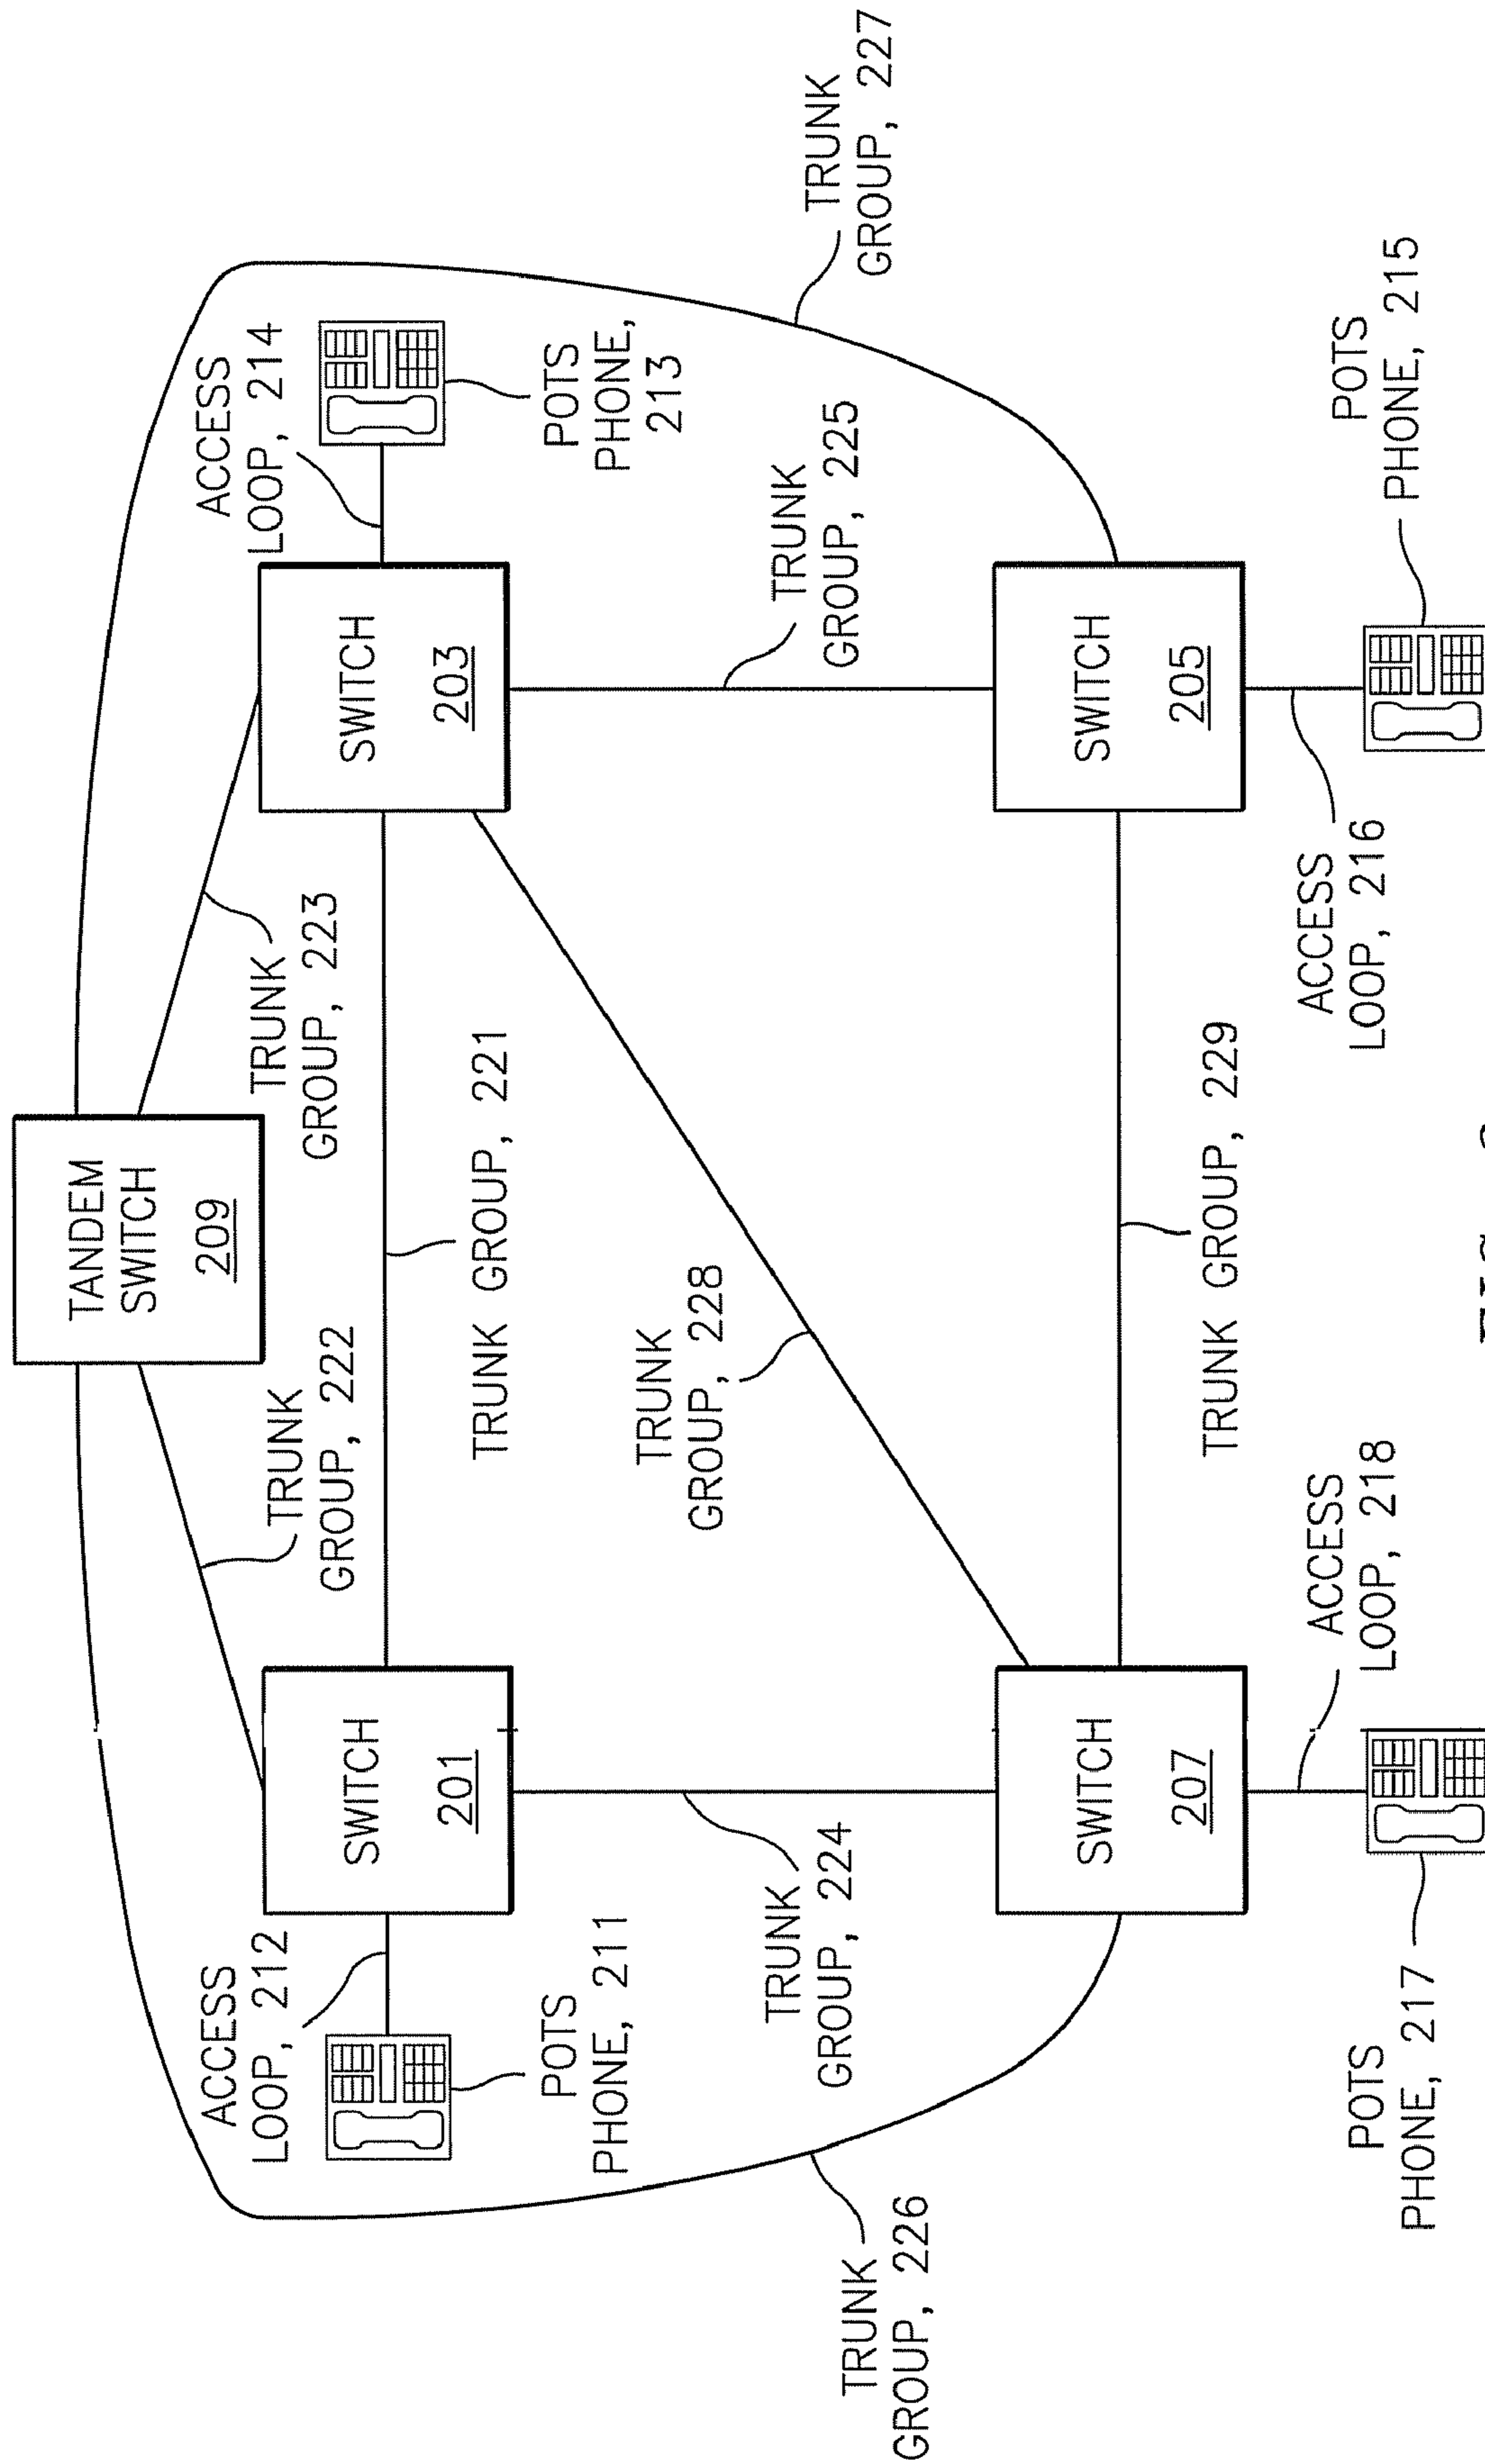 TANDEM
SWITCH
209
TRUNK
GROUP, 222
TRUNK
GROUP, 223
ACCESS
LOOP, 212
ACCESS
LOOP, 214
SWITCH
201
SWITCH
203
POTS
PHONE, 211
POTS
PHONE,
213
TRUNK GROUP, 221
TRUNK
GROUP, 228
TRUNK
GROUP, 224
TRUNK
GROUP, 225
TRUNK
GROUP, 226
TRUNK
GROUP, 227
SWITCH
207
SWITCH
205
TRUNK GROUP, 229
ACCESS
LOOP, 218
ACCESS
LOOP, 216
POTS
PHONE, 217
POTS
PHONE, 215